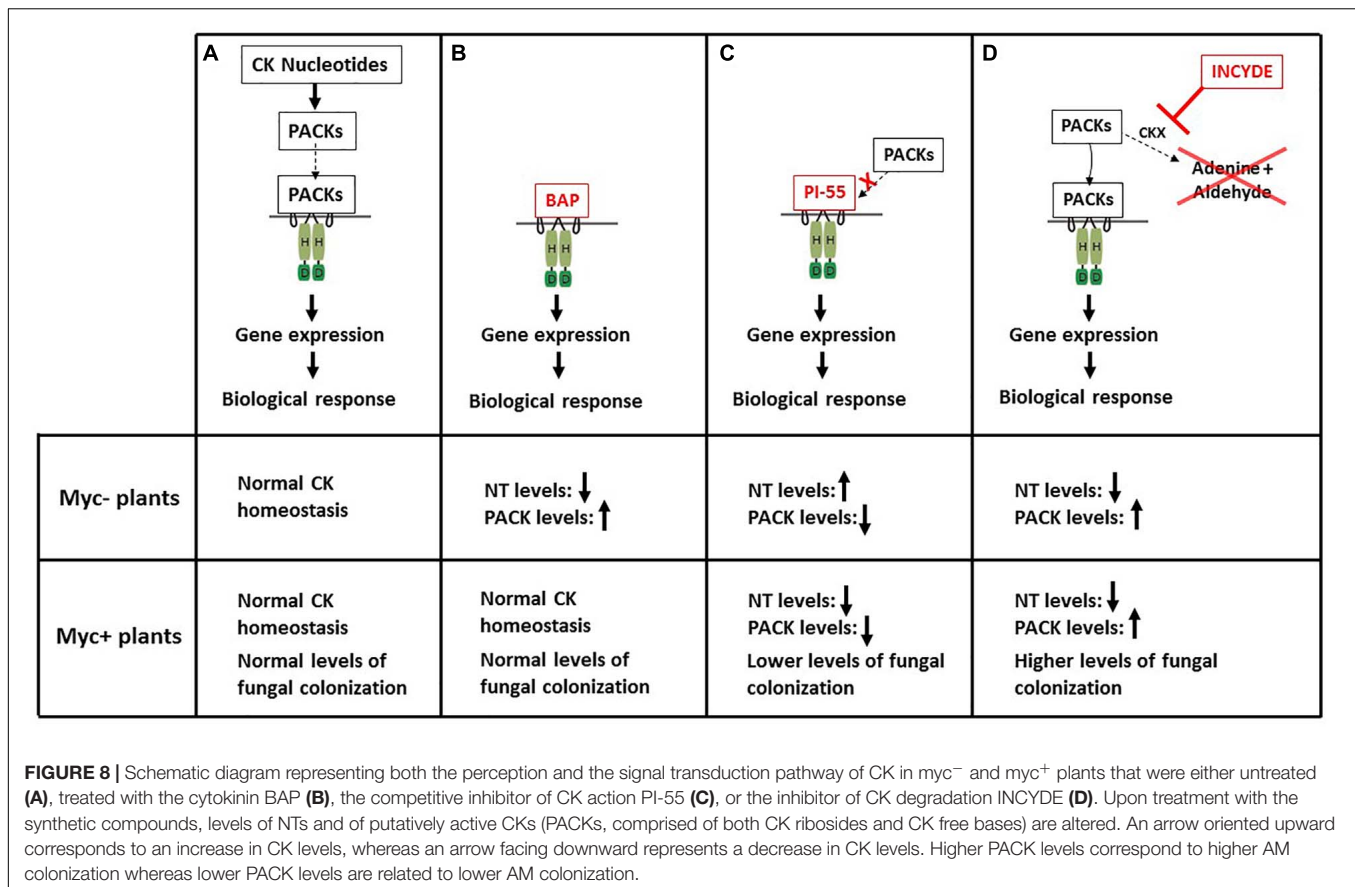 A
CK Nucleotides
PACKs
PACKs
H H
D D
Gene expression
Biological response
B
BAP
H H
D D
Gene expression
Biological response
C
PACKs
PI-55
X
H H
D D
Gene expression
Biological response
D
INCYDE
PACKs
CKX
Adenine +
Aldehyde
PACKs
H H
D D
Gene expression
Biological response
Myc- plants
Normal CK
homeostasis
NT levels:
PACK levels:
NT levels:
PACK levels:
NT levels:
PACK levels:
Myc+ plants
Normal CK
homeostasis
Normal levels of
fungal colonization
Normal CK
homeostasis
Normal levels of
fungal colonization
NT levels:
PACK levels:
Lower levels of fungal
colonization
NT levels:
PACK levels:
Higher levels of fungal
colonization
FIGURE 8 | Schematic diagram representing both the perception and the signal transduction pathway of CK in myc⁻ and myc⁺ plants that were either untreated
(A), treated with the cytokinin BAP (B), the competitive inhibitor of CK action PI-55 (C), or the inhibitor of CK degradation INCYDE (D). Upon treatment with the
synthetic compounds, levels of NTs and of putatively active CKs (PACKs, comprised of both CK ribosides and CK free bases) are altered. An arrow oriented upward
corresponds to an increase in CK levels, whereas an arrow facing downward represents a decrease in CK levels. Higher PACK levels correspond to higher AM
colonization whereas lower PACK levels are related to lower AM colonization.